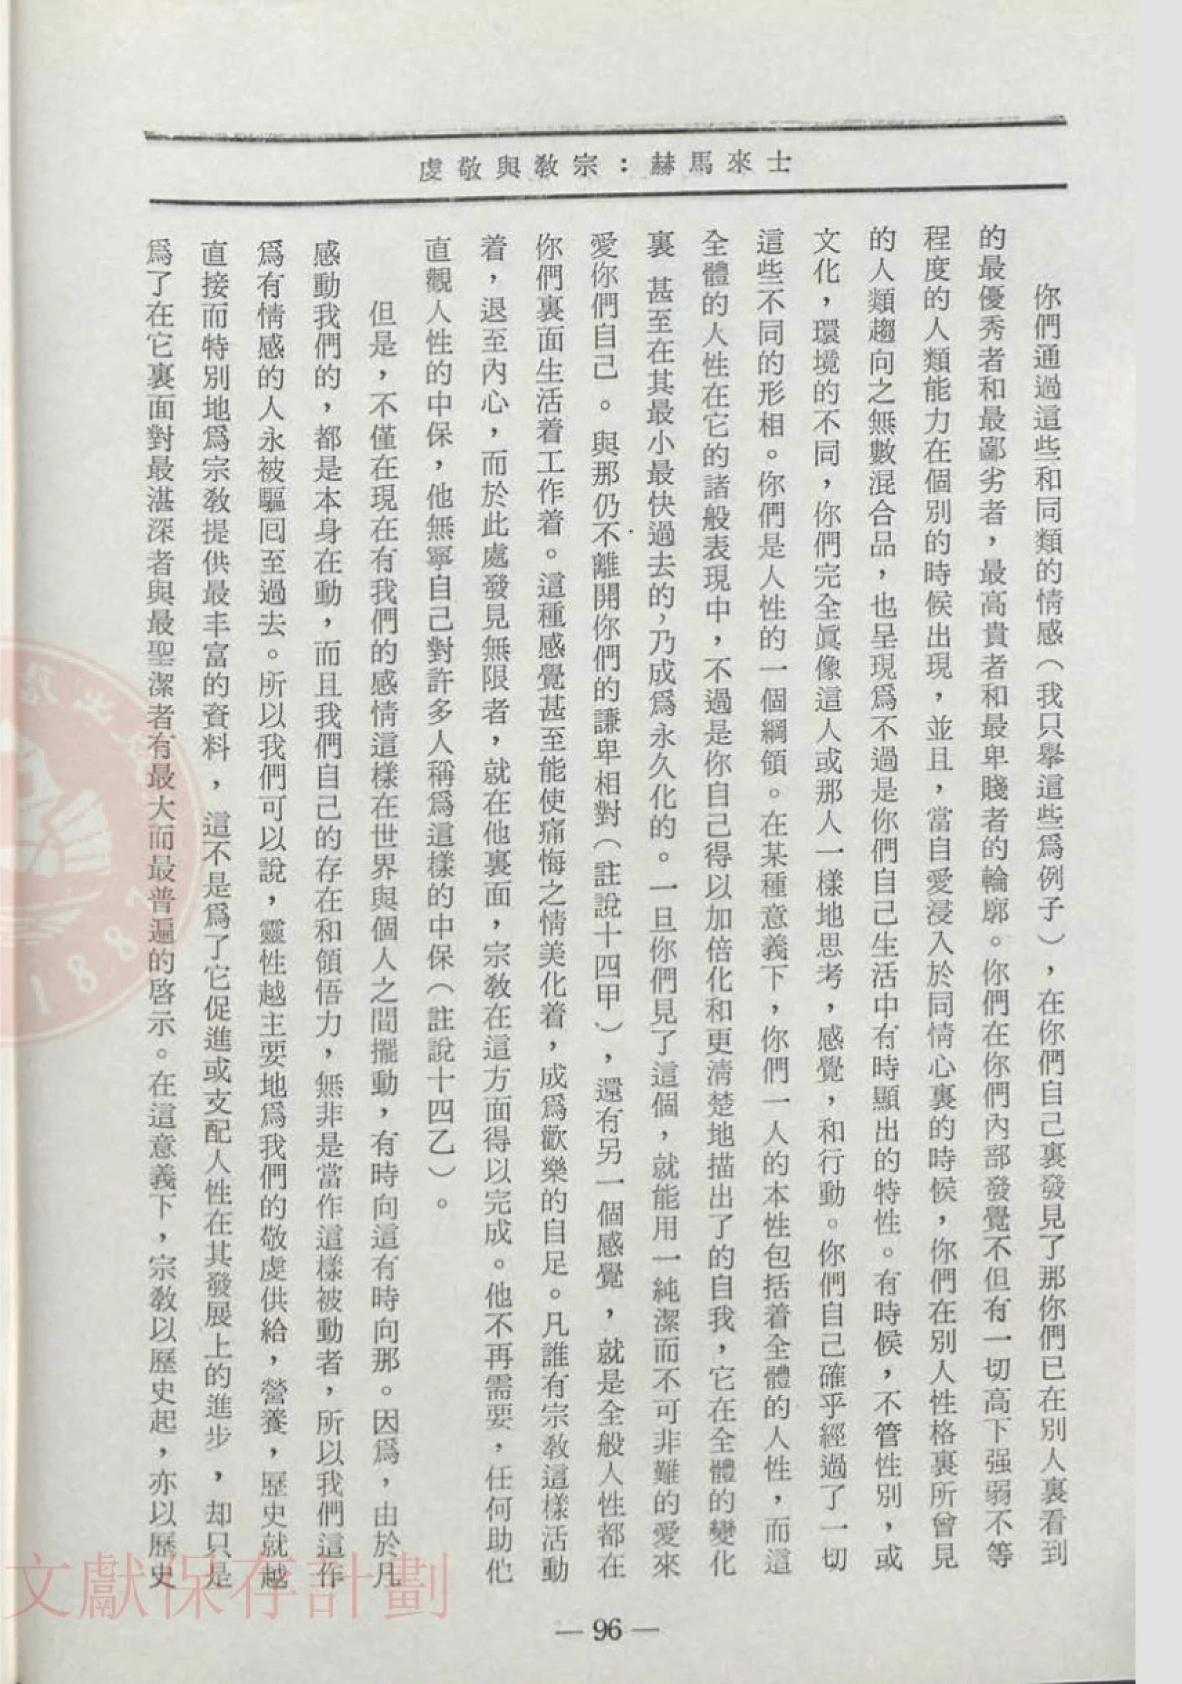 士來馬赫：宗教與敬虔
你們通過這些和同類的情感（我只舉這些爲例子），在你們自己裏發見了那你們已在別人裏看到
的最優秀者和最鄙劣者，最高貴者和最卑賤者的輪廓。你們在你們內部發覺不但有一切高下强弱不等
程度的人類能力在個別的時候出現，並且，當自愛浸入於同情心裏的時候，你們在別人性格裏所曾見
的人類趨向之無數混合品，也呈現爲不過是你們自己生活中有時顯出的特性。有時候，不管性別，或
文化，環境的不同，你們完全眞像這人或那人一樣地思考，感覺，和行動。你們自己確乎經過了一切
這些不同的形相。你們是人性的一個綱領。在某種意義下，你們一人的本性包括着全體的人性，而這
全體的人性在它的諸般表現中，不過是你自己得以加倍化和更清楚地描出了的自我，它在全體的變化
裏 甚至在其最小最快過去的，乃成爲永久化的。一旦你們見了這個，就能用一純潔而不可非難的愛來
愛你們自己。與那仍不離開你們的謙卑相對（註說十四甲），還有另一個感覺，就是全般人性都在
你們裏面生活着工作着。這種感覺甚至能使痛悔之情美化着，成爲歡樂的自足。凡誰有宗教這樣活動
着，退至內心，而於此處發見無限者，就在他裏面，宗教在這方面得以完成。他不再需要，任何助他
直觀人性的中保，他無寧自己對許多人稱爲這樣的中保（註說十四乙）。
但是，不僅在現在有我們的感情這樣在世界與個人之間擺動，有時向這有時向那。因爲，由於凡
感動我們的，都是本身在動，而且我們自己的存在和領悟力，無非是當作這樣被動者，所以我們這作
爲有情感的人永被驅囘至過去。所以我們可以說，靈性越主要地爲我們的敬虔供給，營養，歷史就越
直接而特別地爲宗教提供最丰富的資料，這不是爲了它促進或支配人性在其發展上的進步，却只是
爲了在它裏面對最湛深者與最聖潔者有最大而最普遍的啓示。在這意義下，宗教以歷史起，亦以歷史
— 96 —
文獻保存計劃
188